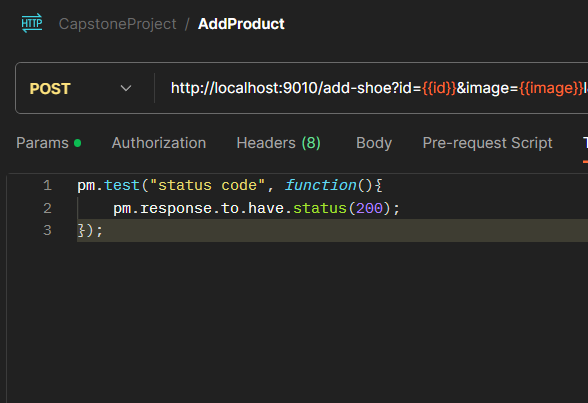 HTTP CapstoneProject / AddProduct
POST http://localhost:9010/add-shoe?id={{id}}&image={{image}}
Params Authorization Headers (8) Body Pre-request Script
1 pm.test("status code", function(){
2 pm.response.to.have.status(200);
3 });